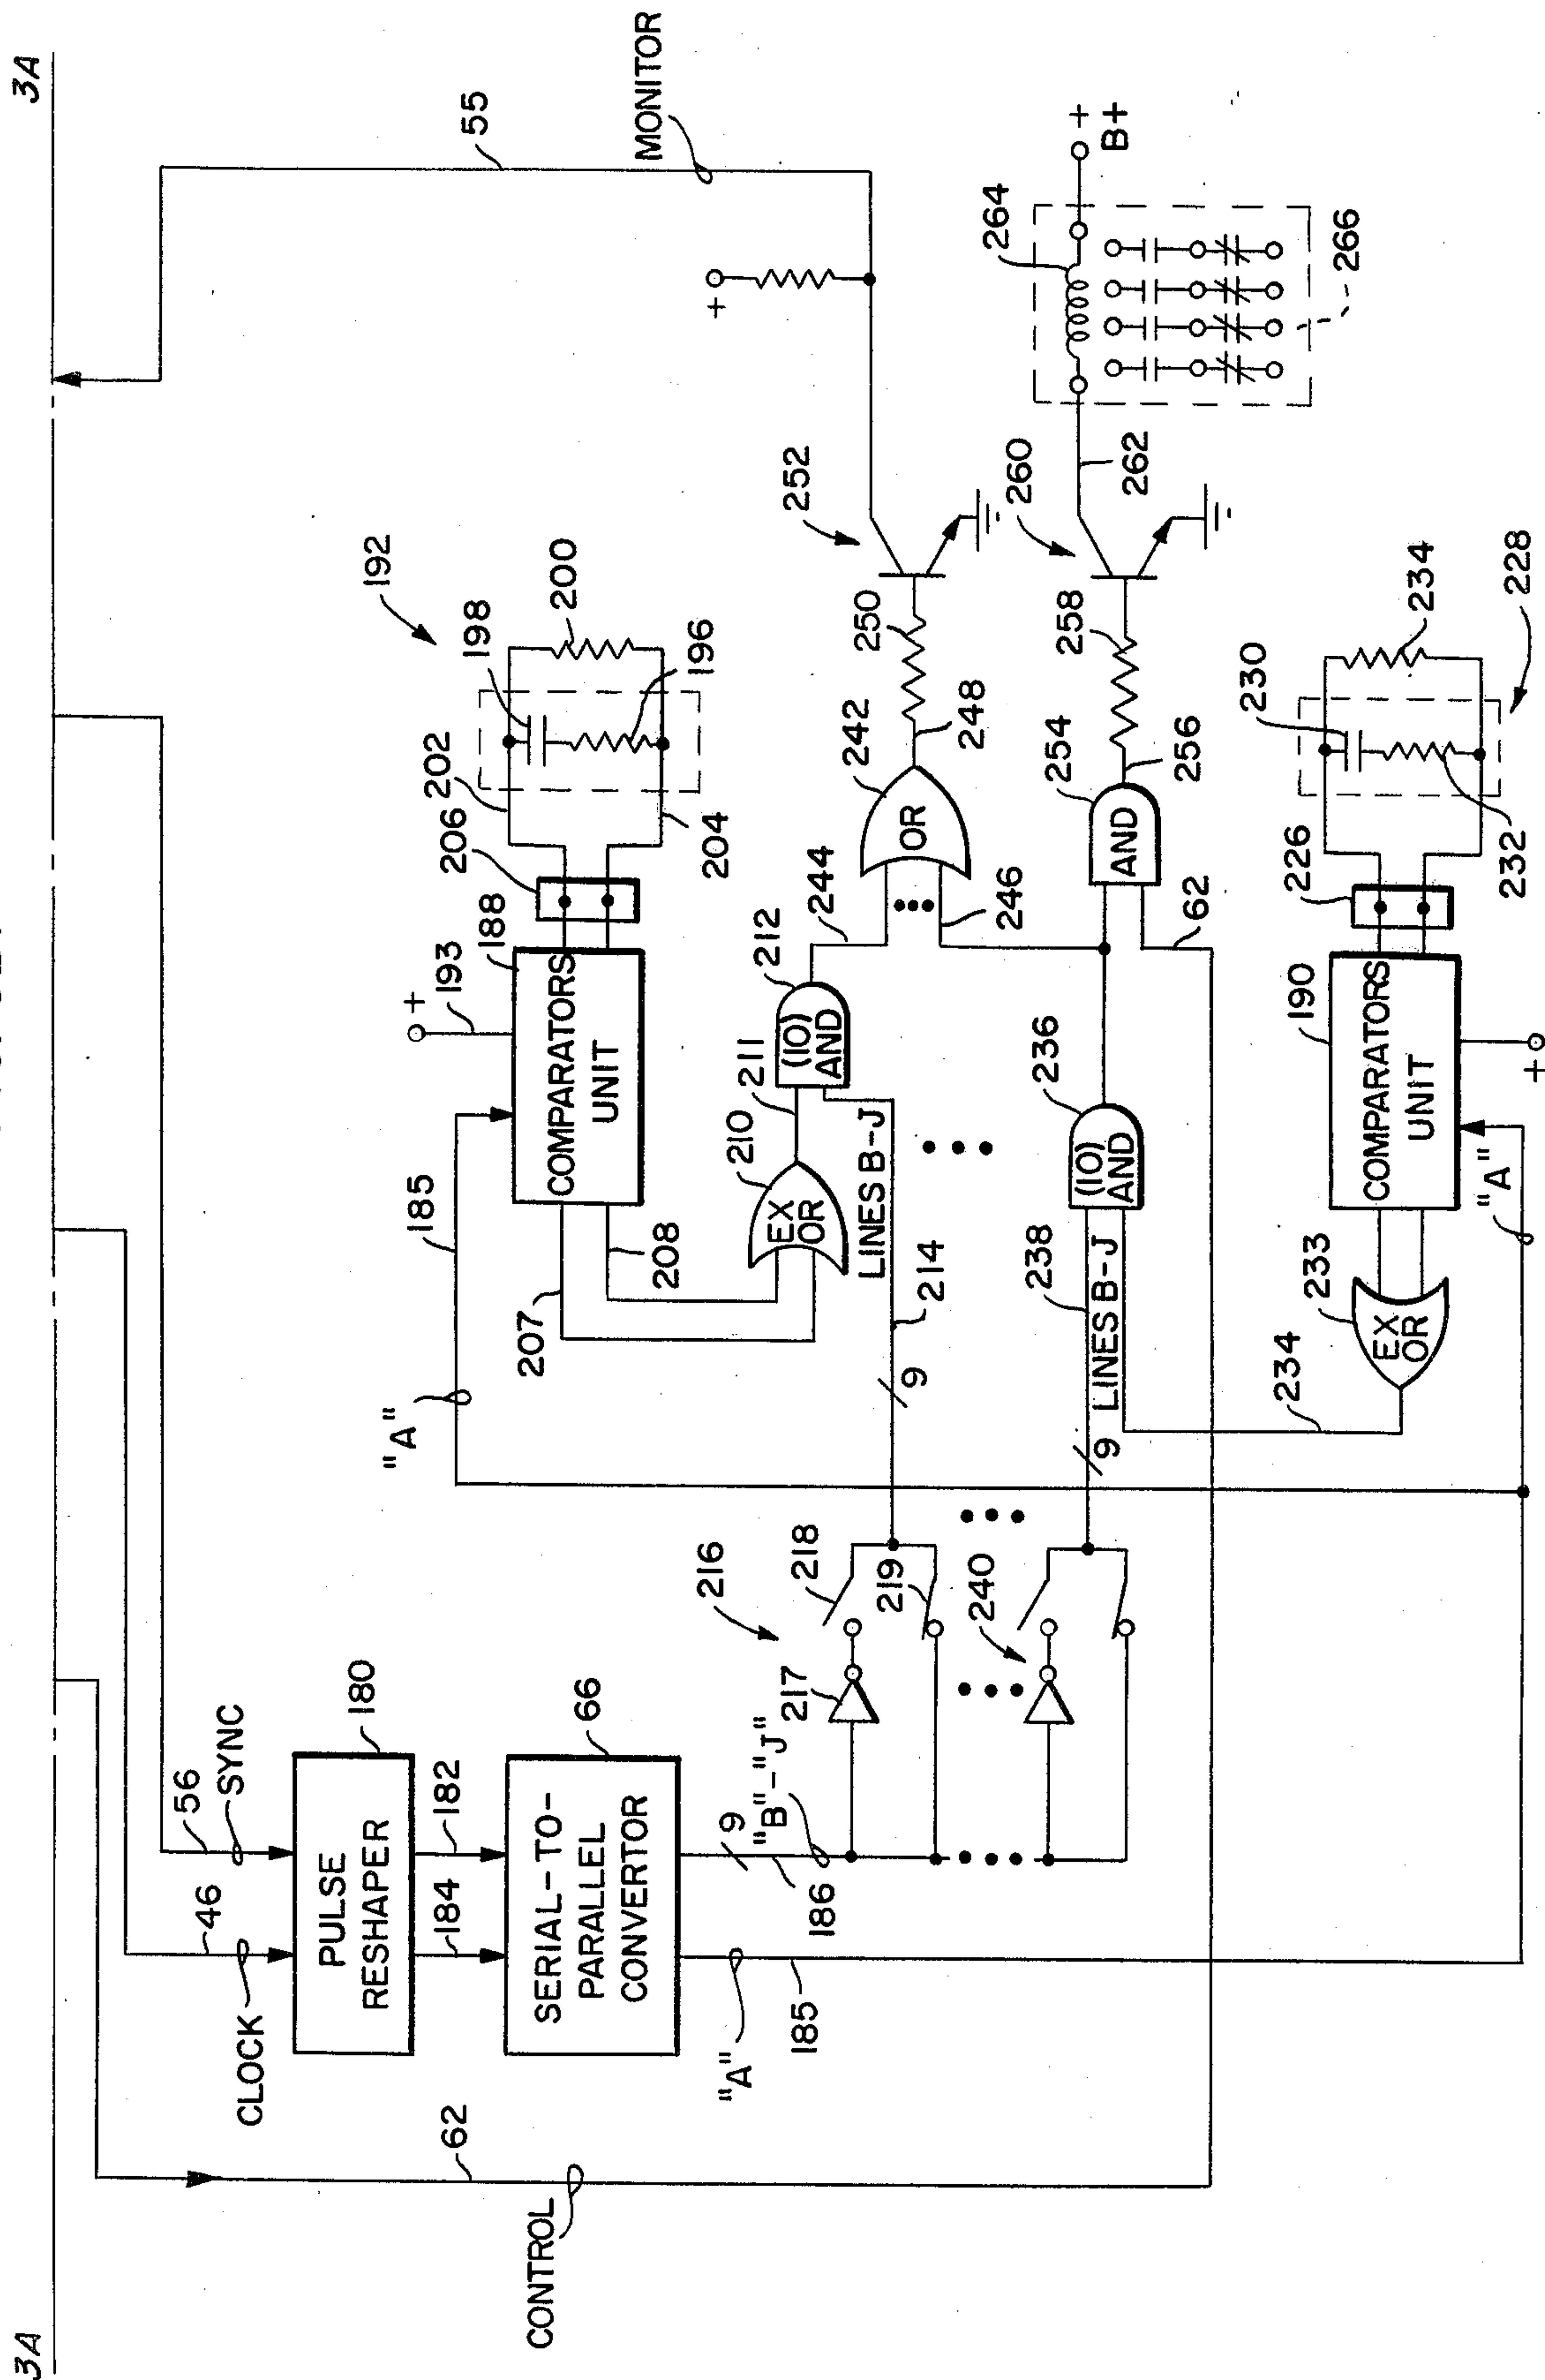 3A
3A
CONTROL
62
CLOCK
46
56
SYNC
PULSE
RESHAPER
180
184
182
SERIAL-TO-
PARALLEL
CONVERTOR
66
"A"
185
186
9
"B"-"J"
217
216
218
219
240
"A"
185
207
208
COMPARATORS
UNIT
188
193
+
206
202
204
198
196
200
192
EX
OR
210
211
(10)
AND
212
LINES B-J
214
9
238
9
LINES B-J
(10)
AND
236
234
EX
OR
233
COMPARATORS
UNIT
190
"A"
+
226
232
230
234
228
244
246
OR
242
248
250
252
62
AND
254
256
258
260
262
264
266
+
B+
+
MONITOR
55